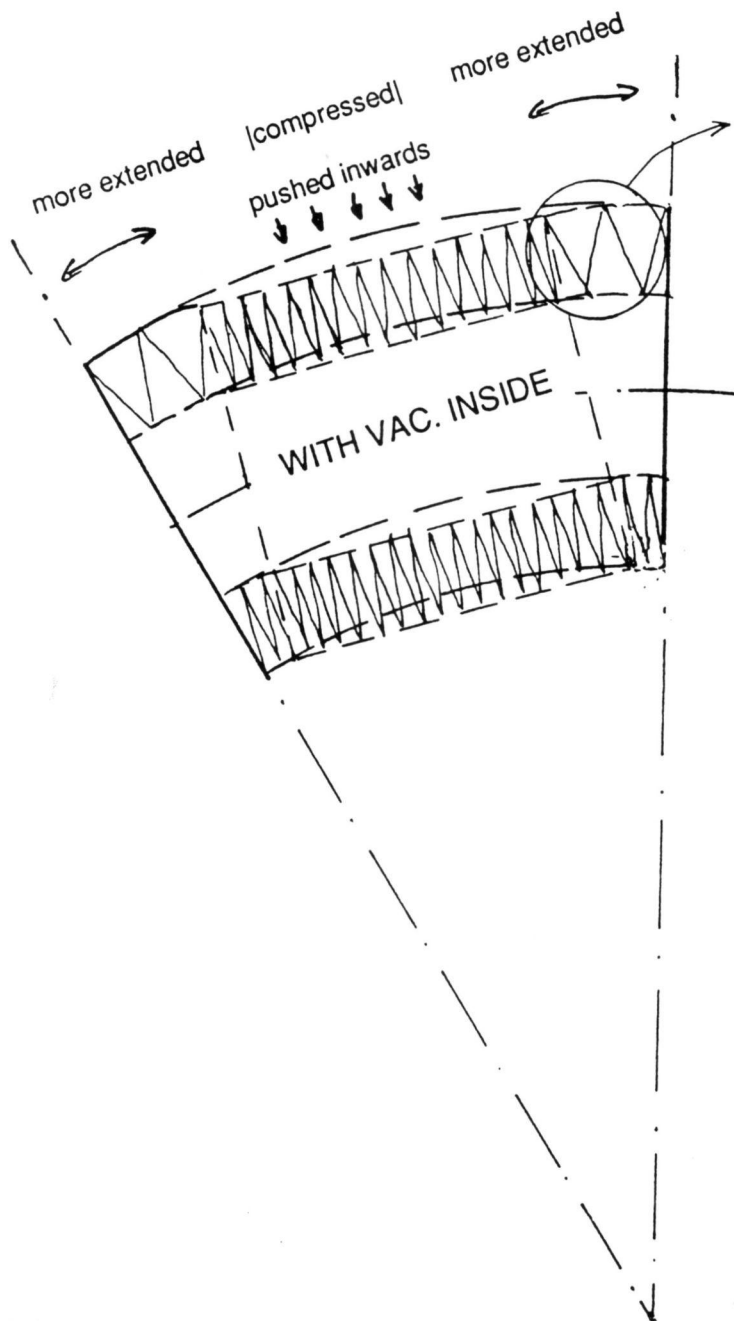 more extended
|compressed|
more extended
pushed inwards
WITH VAC. INSIDE